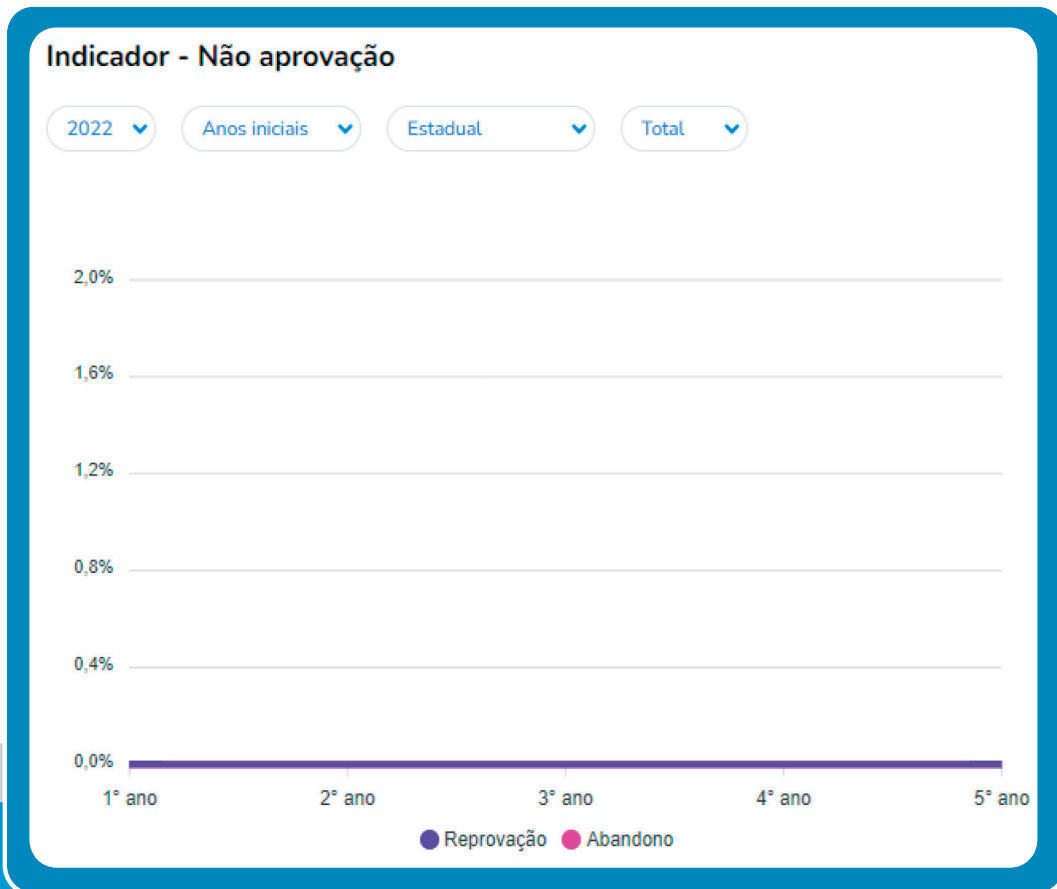 Indicador - Não aprovação
2022 Anos iniciais Estadual Total
2,0%
1,6%
1,2%
0,8%
0,4%
0,0%
1° ano 2° ano 3° ano 4° ano 5° ano
Reprovação Abandono